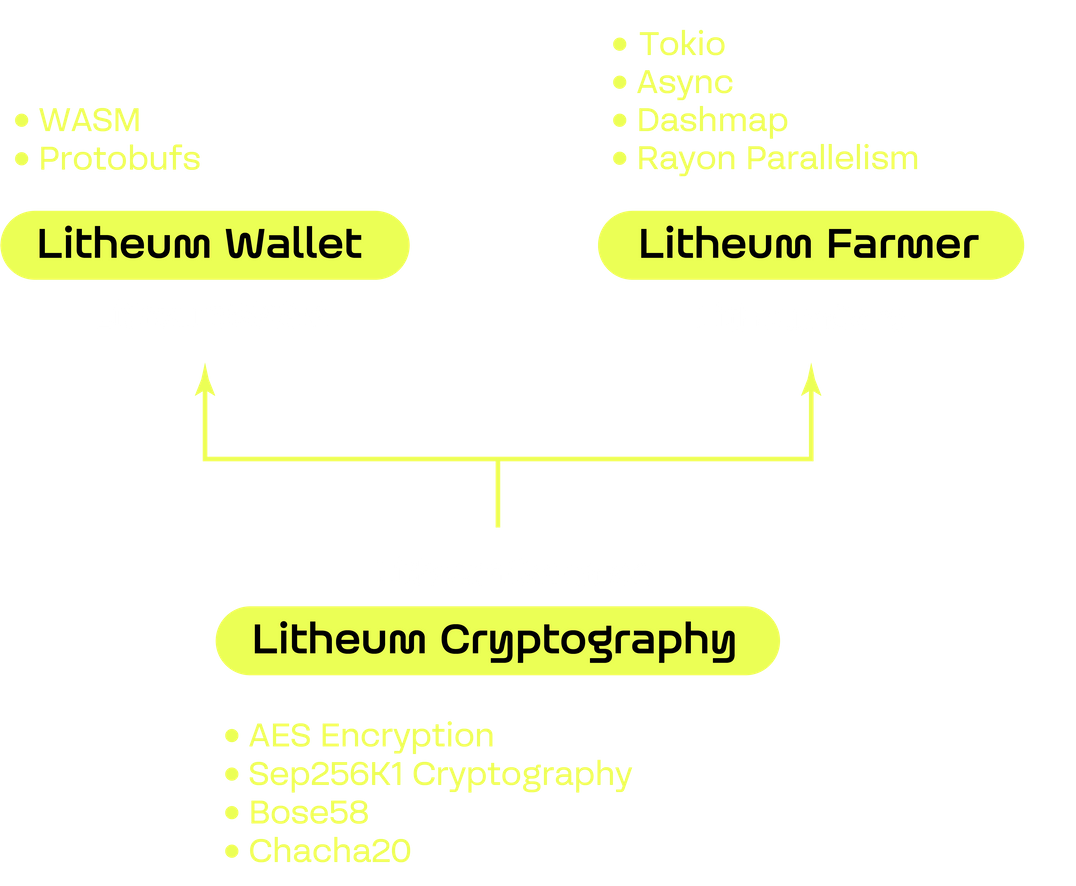 • Tokio
• Async
• Dashmap
• Rayon Parallelism
• WASM
• Protobufs
Litheum Wallet
Litheum Farmer
Litheum Cryptography
• AES Encryption
• Sep256K1 Cryptography
• Bose58
• Chacha20